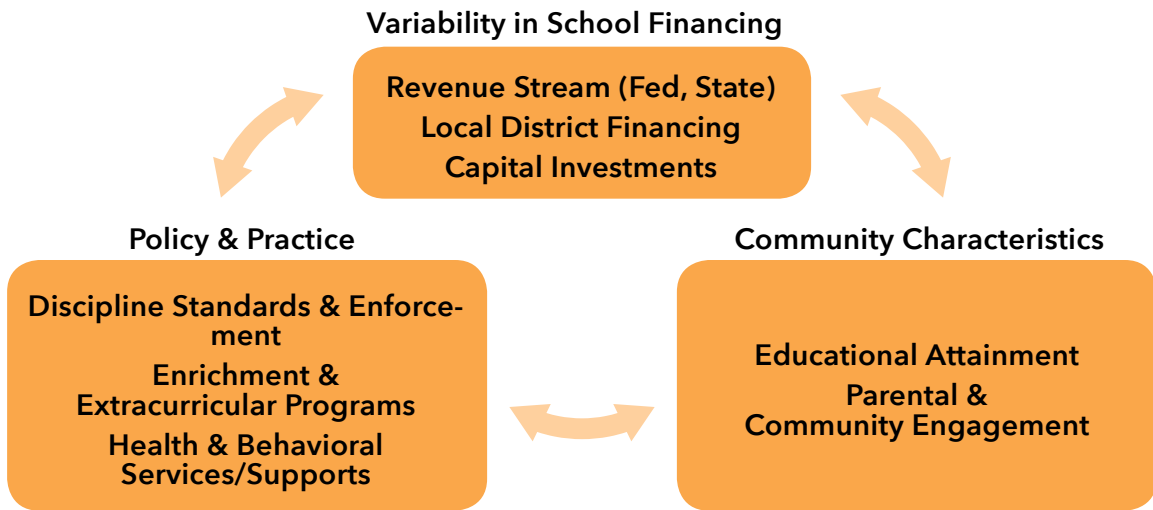 Variability in School Financing
Revenue Stream (Fed, State)
Local District Financing
Capital Investments
Policy & Practice
Discipline Standards & Enforce-
ment
Enrichment &
Extracurricular Programs
Health & Behavioral
Services/Supports
Community Characteristics
Educational Attainment
Parental &
Community Engagement